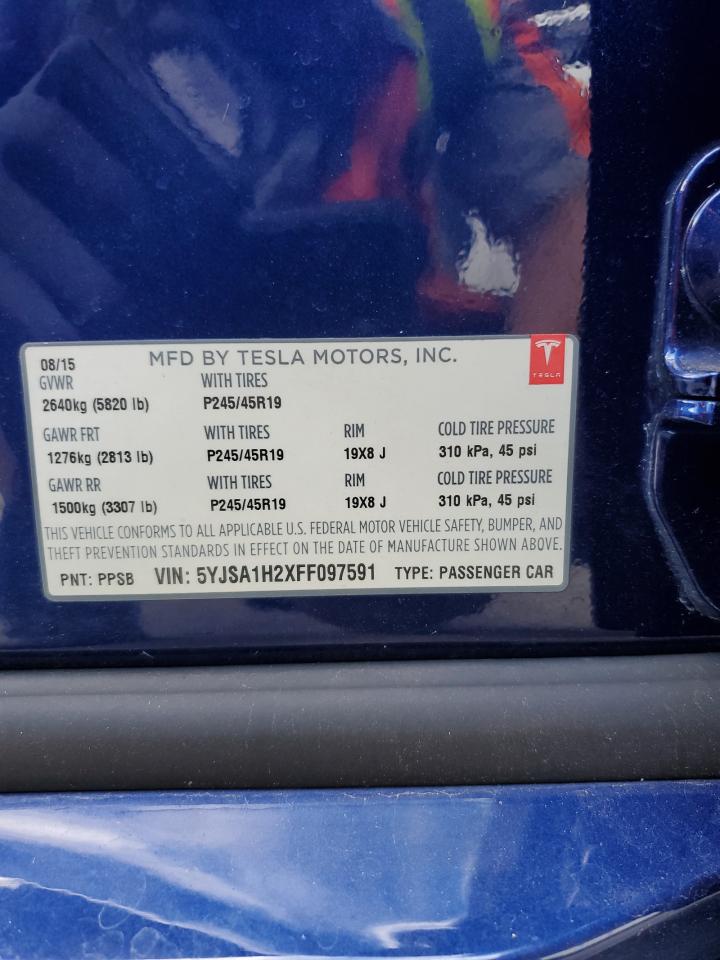 08/15 MFD BY TESLA MOTORS, INC. TESLA
GVWR WITH TIRES
2640kg (5820 lb) P245/45R19
GAWR FRT WITH TIRES RIM COLD TIRE PRESSURE
1276kg (2813 lb) P245/45R19 19X8 J 310 kPa, 45 psi
GAWR RR WITH TIRES RIM COLD TIRE PRESSURE
1500kg (3307 lb) P245/45R19 19X8 J 310 kPa, 45 psi
THIS VEHICLE CONFORMS TO ALL APPLICABLE U.S. FEDERAL MOTOR VEHICLE SAFETY, BUMPER, AND
THEFT PREVENTION STANDARDS IN EFFECT ON THE DATE OF MANUFACTURE SHOWN ABOVE.
PNT: PPSB VIN: 5YJSA1H2XFF097591 TYPE: PASSENGER CAR